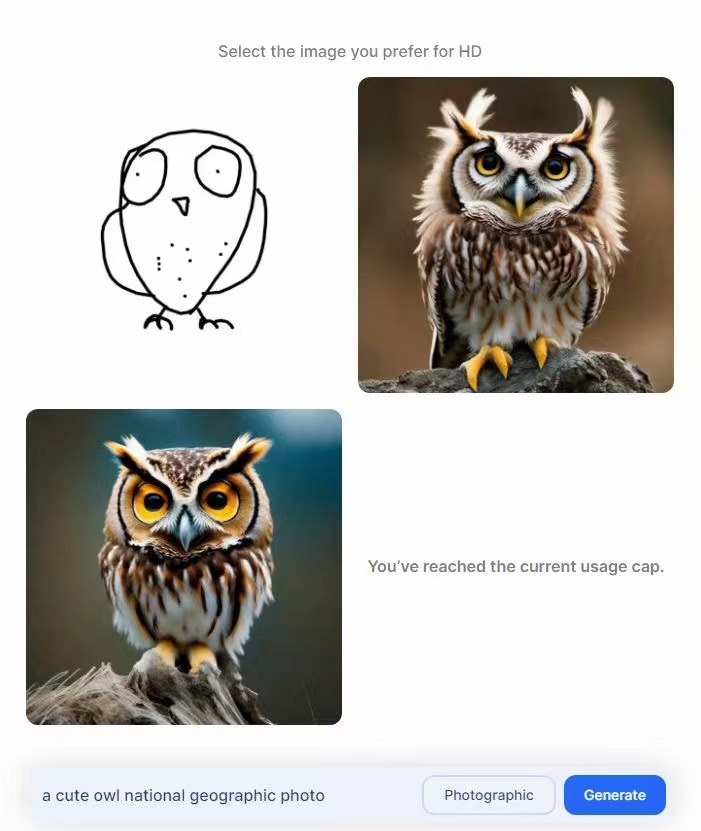 Select the image you prefer for HD
You’ve reached the current usage cap.
a cute owl national geographic photo
Photographic
Generate